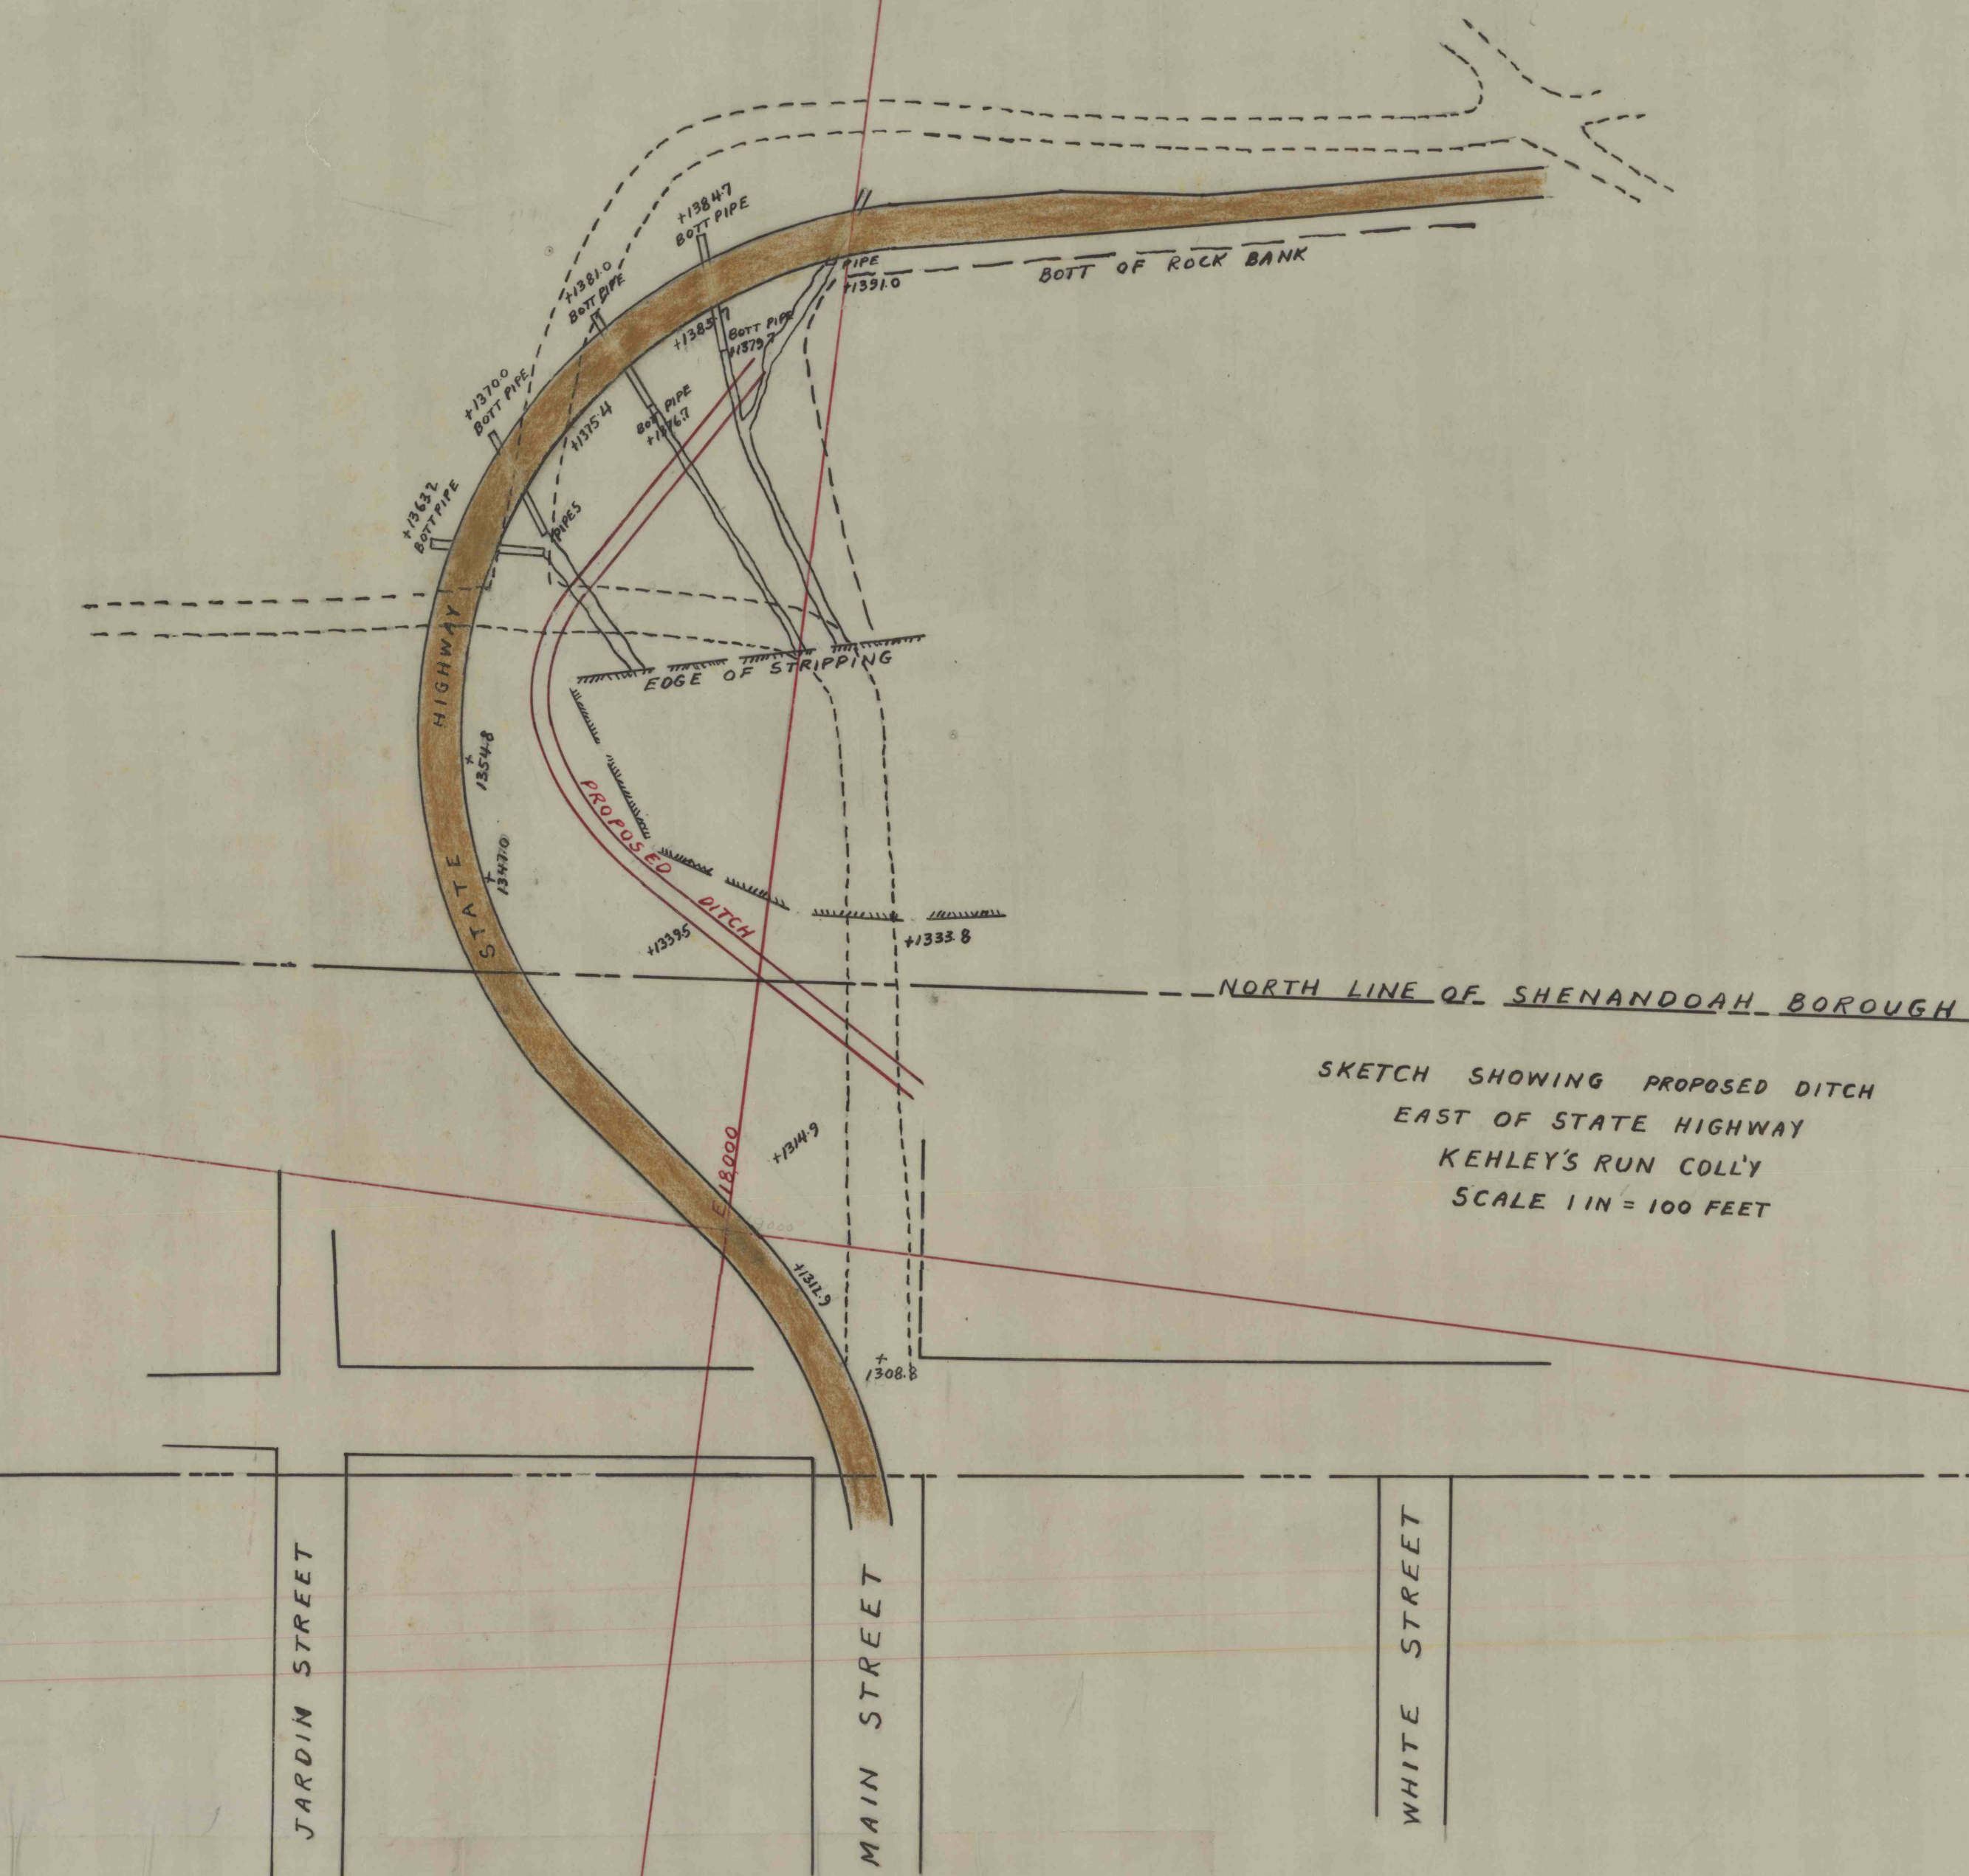 +1384.7
BOTT PIPE
+1381.0
BOTT PIPE
PIPE
+1391.0
BOTT OF ROCK BANK
+1385.7
BOTT PIPE
+1379.7
+1370.0
BOTT PIPE
+1375.4
BOTT PIPE
+1376.7
+1363.2
BOTT PIPE
PIPES
EDGE OF STRIPPING
STATE HIGHWAY
1354.8
1347.0
PROPOSED DITCH
+1339.5
+1333.8
NORTH LINE OF SHENANDOAH BOROUGH
SKETCH SHOWING PROPOSED DITCH
EAST OF STATE HIGHWAY
KEHLEY'S RUN COLL'Y
SCALE 1 IN = 100 FEET
+1314.9
E 18000
+1312.9
+
1308.8
JARDIN STREET
MAIN STREET
WHITE STREET